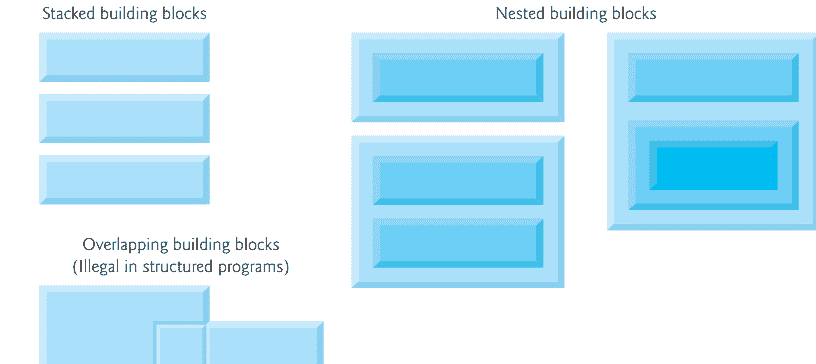 Stacked building blocks
Nested building blocks
Overlapping building blocks
(Illegal in structured programs)